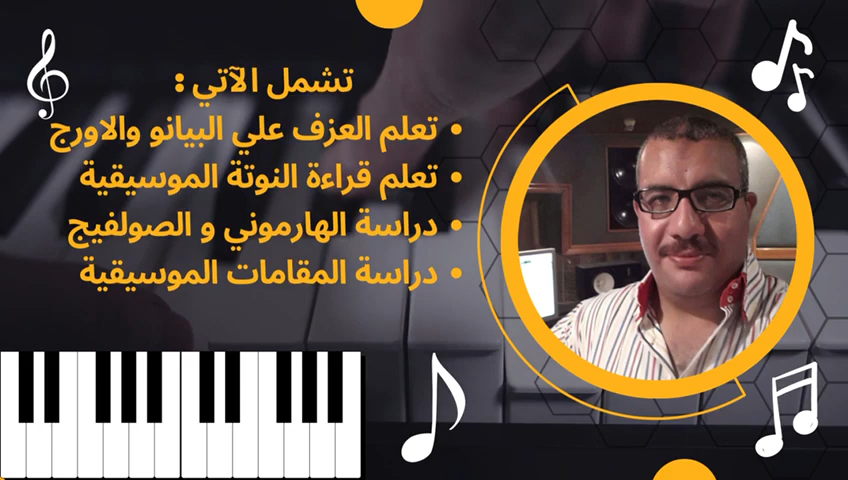 تشمل الآتي :
• تعلم العزف علي البيانو والاورج
• تعلم قراءة النوتة الموسيقية
• دراسة الهارموني و الصولفيج
• دراسة المقامات الموسيقية